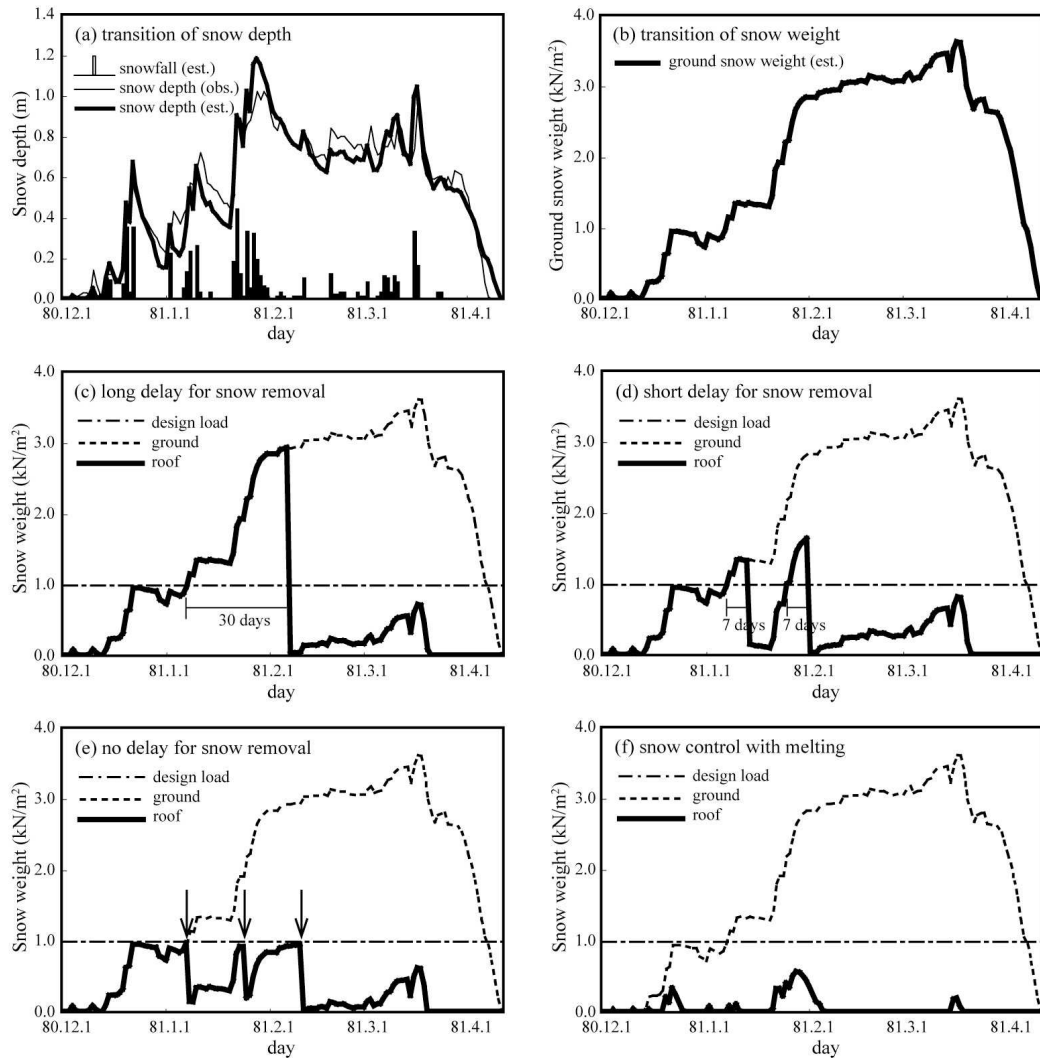 (a) transition of snow depth
snowfall (est.)
snow depth (obs.)
snow depth (est.)
Snow depth (m)
1.4
1.2
1.0
0.8
0.6
0.4
0.2
0.0
80.12.1 81.1.1 81.2.1 81.3.1 81.4.1
day
(b) transition of snow weight
ground snow weight (est.)
Ground snow weight (kN/m²)
4.0
3.0
2.0
1.0
0.0
80.12.1 81.1.1 81.2.1 81.3.1 81.4.1
day
(c) long delay for snow removal
design load
ground
roof
Snow weight (kN/m²)
4.0
3.0
2.0
1.0
0.0
30 days
80.12.1 81.1.1 81.2.1 81.3.1 81.4.1
day
(d) short delay for snow removal
design load
ground
roof
Snow weight (kN/m²)
4.0
3.0
2.0
1.0
0.0
7 days 7 days
80.12.1 81.1.1 81.2.1 81.3.1 81.4.1
day
(e) no delay for snow removal
design load
ground
roof
Snow weight (kN/m²)
4.0
3.0
2.0
1.0
0.0
80.12.1 81.1.1 81.2.1 81.3.1 81.4.1
day
(f) snow control with melting
design load
ground
roof
Snow weight (kN/m²)
4.0
3.0
2.0
1.0
0.0
80.12.1 81.1.1 81.2.1 81.3.1 81.4.1
day